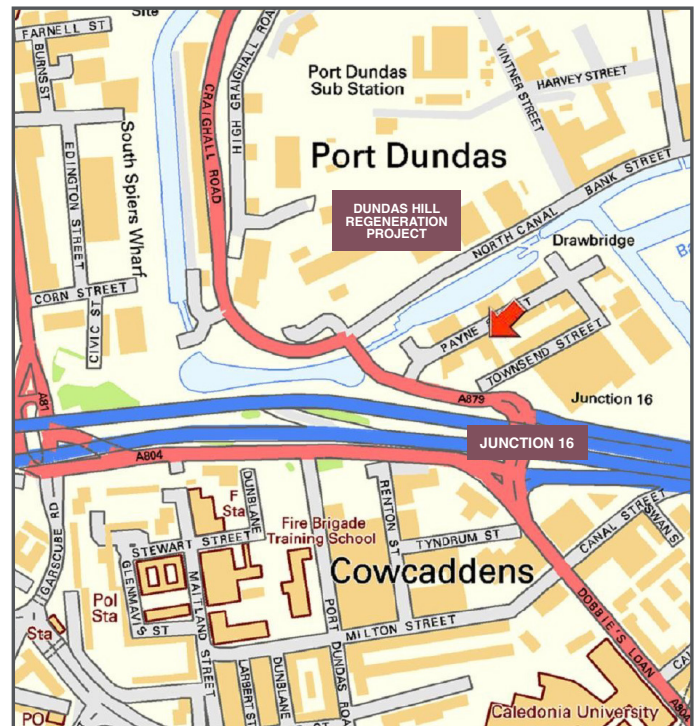 Site
FARNELL ST
BURNS ST
CRAIGHALL ROAD
HIGH CRAIGHALL ROAD
Port Dundas
Sub Station
VINTNER STREET
HARVEY STREET
EDINGTON STREET
South Spiers Wharf
Port Dundas
DUNDAS HILL
REGENERATION
PROJECT
NORTH CANAL BANK STREET
Drawbridge
CORN STREET
CIVIC ST
PAYNE
TOWNSEND STREET
A879
Junction 16
A81
JUNCTION 16
A804
GARSCUBE RD
F
Sta
DUNBLANE
Fire Brigade
Training School
RENTON ST
STEWART STREET
TYNDRUM ST
CANAL STREET
SWAN S
GLENMAVIS ST
Cowcaddens
Pol
Sta
MAITLAND STREET
MILTON STREET
DOBBIE'S LOAN
Sta
PORT DUNDAS ROA
LARBERT ST
DUNBLANE
CA
Caledonia University
PO